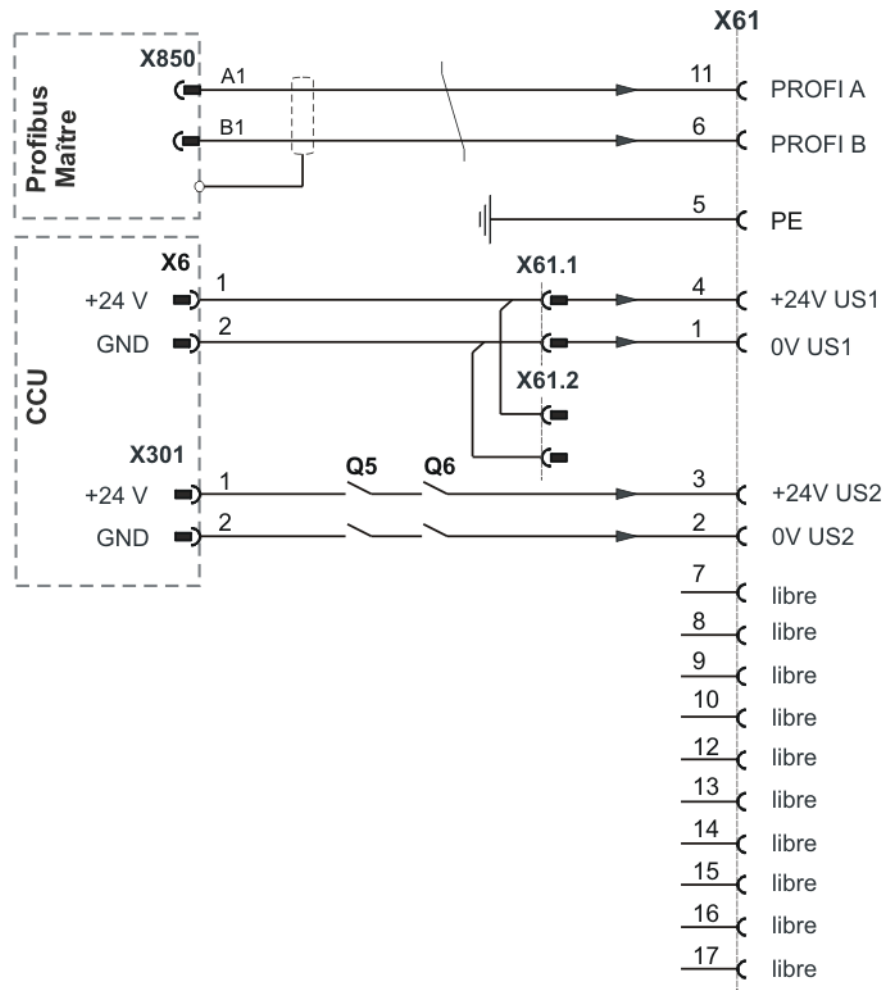 X61
X850
A1
11
PROFI A
Profibus
Maître
B1
6
PROFI B
5
PE
X6
X61.1
+24 V
1
4
+24V US1
GND
2
1
0V US1
CCU
X61.2
X301
Q5
Q6
+24 V
1
3
+24V US2
GND
2
2
0V US2
7
libre
8
libre
9
libre
10
libre
12
libre
13
libre
14
libre
15
libre
16
libre
17
libre